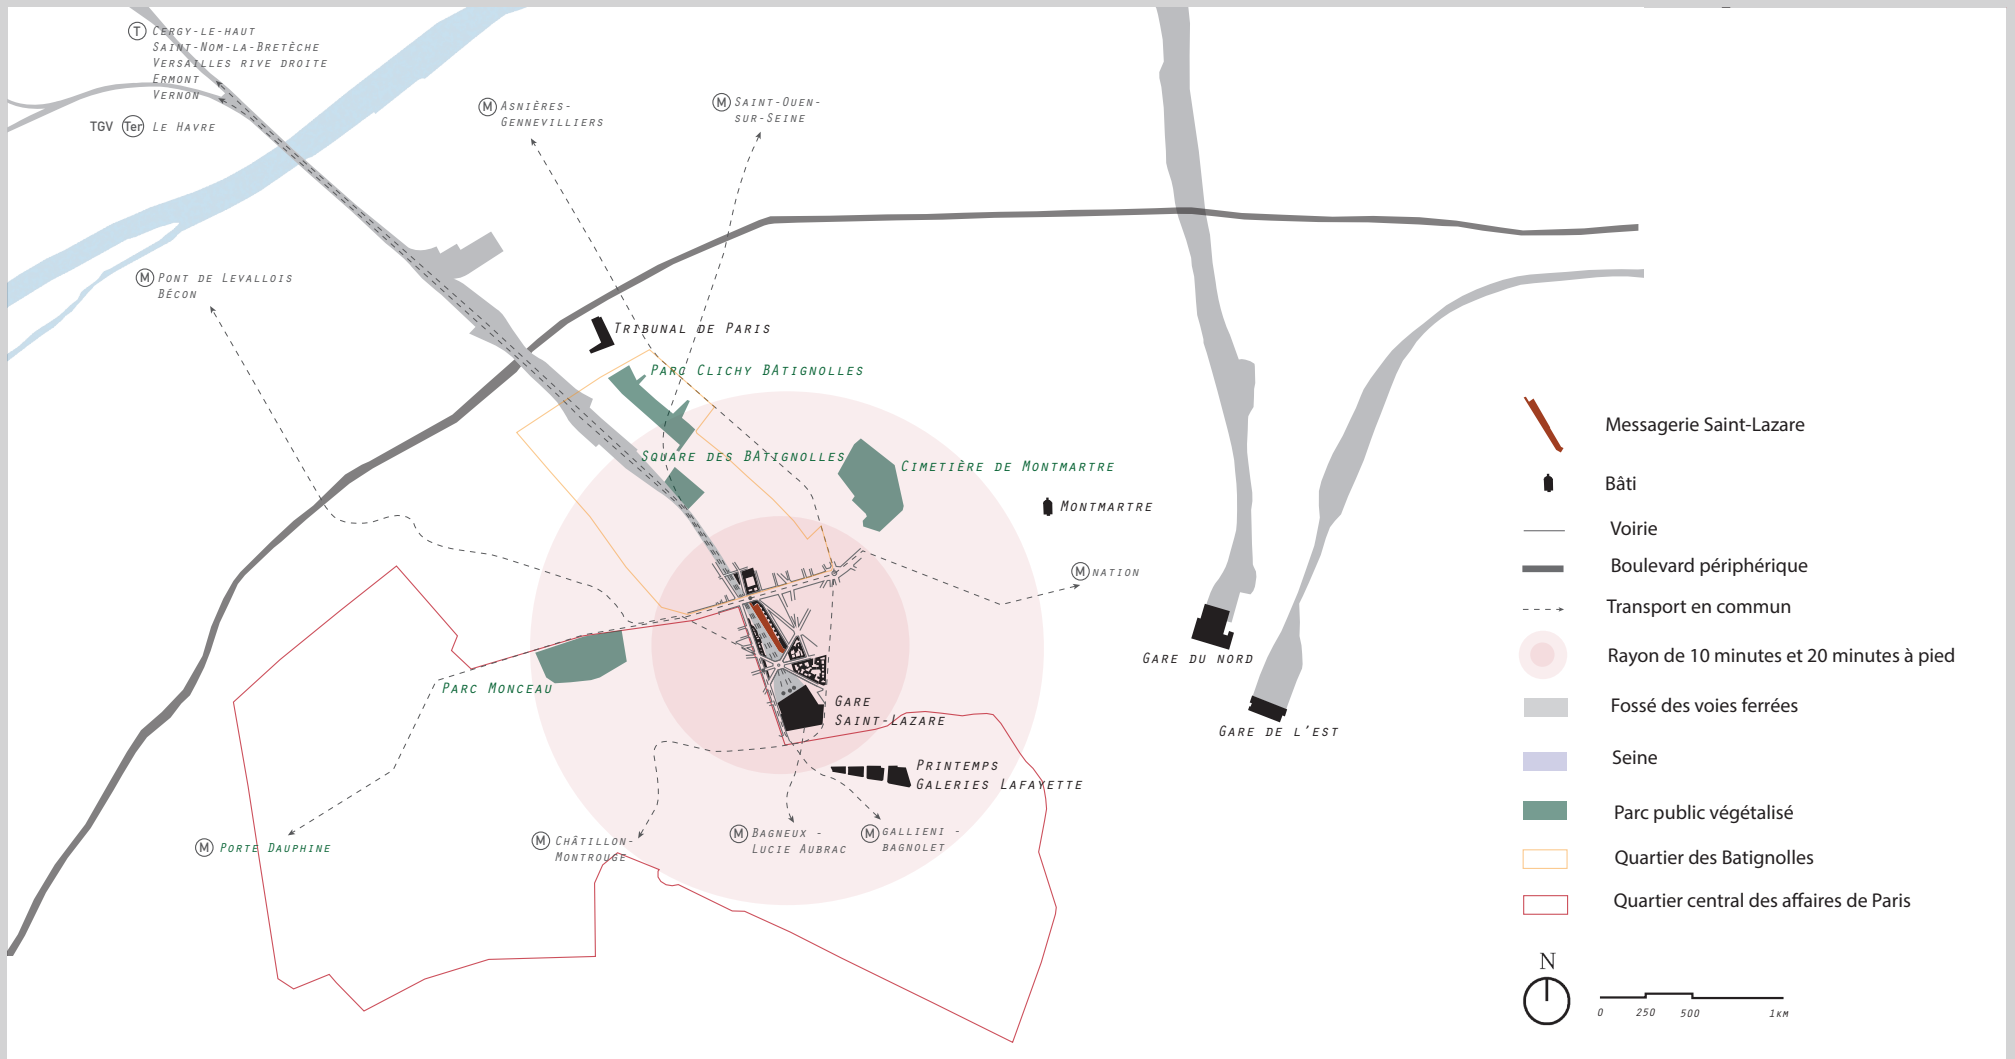 T CERGY-LE-HAUT
SAINT-NOM-LA-BRETÈCHE
VERSAILLES RIVE DROITE
ERMONT
VERNON
TGV Ter LE HAVRE
M ASNIÈRES-
GENNEVILLIERS
M SAINT-OUEN-
SUR-SEINE
M PONT DE LEVALLOIS
BÉCON
TRIBUNAL DE PARIS
PARC CLICHY BATIGNOLLES
SQUARE DES BATIGNOLLES
CIMETIÈRE DE MONTMARTRE
MONTMARTRE
M NATION
GARE DU NORD
GARE DE L'EST
PARC MONCEAU
GARE
SAINT-LAZARE
PRINTEMPS
GALERIES LAFAYETTE
M PORTE DAUPHINE
M CHÂTILLON-
MONTROUGE
M BAGNEUX -
LUCIE AUBRAC
M GALLIENI -
BAGNOLET
Messagerie Saint-Lazare
Bâti
Voirie
Boulevard périphérique
Transport en commun
Rayon de 10 minutes et 20 minutes à pied
Fossé des voies ferrées
Seine
Parc public végétalisé
Quartier des Batignolles
Quartier central des affaires de Paris
N
0 250 500 1KM